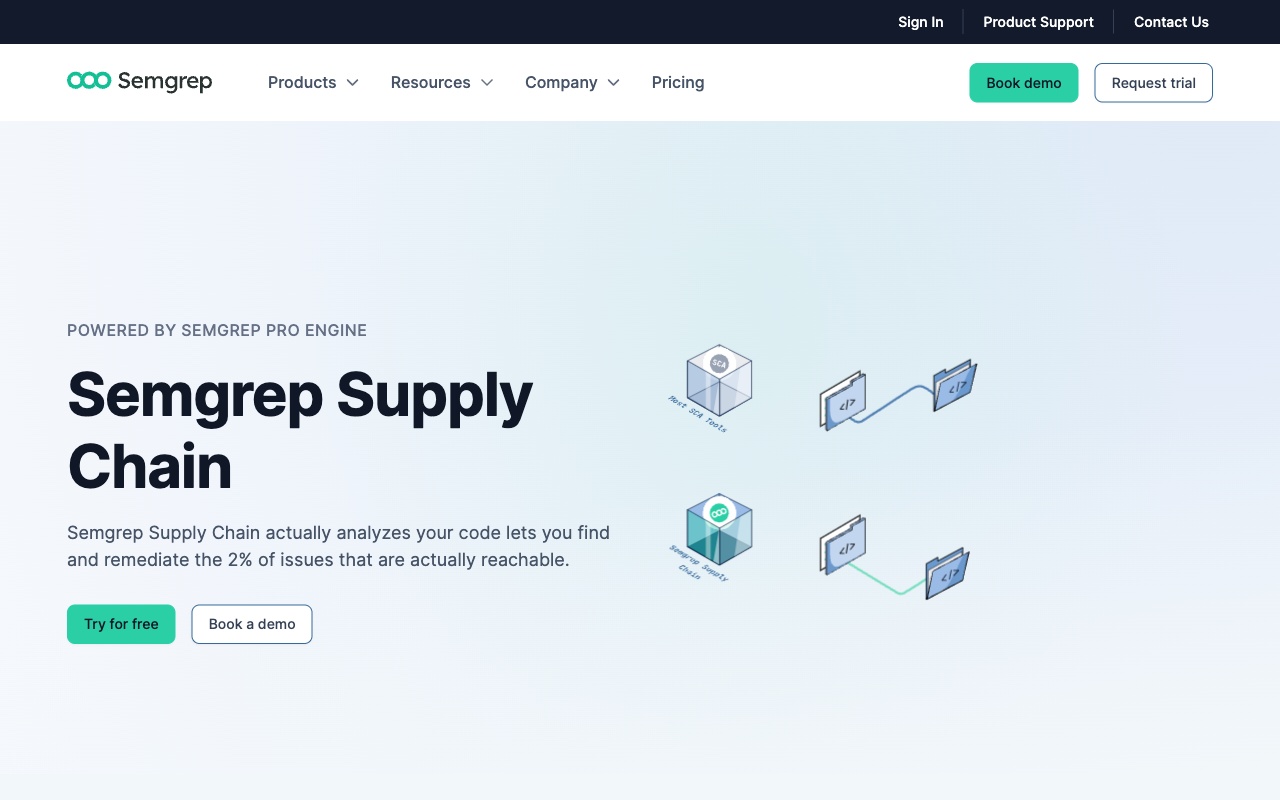 Sign In
Product Support
Contact Us
Semgrep
Products
Resources
Company
Pricing
Book demo
Request trial
POWERED BY SEMGREP PRO ENGINE
Semgrep Supply
Chain
Semgrep Supply Chain actually analyzes your code lets you find
and remediate the 2% of issues that are actually reachable.
Try for free
Book a demo
SCA
Most SCA Tools
</>
</>
Semgrep Supply
Chain
</>
</>